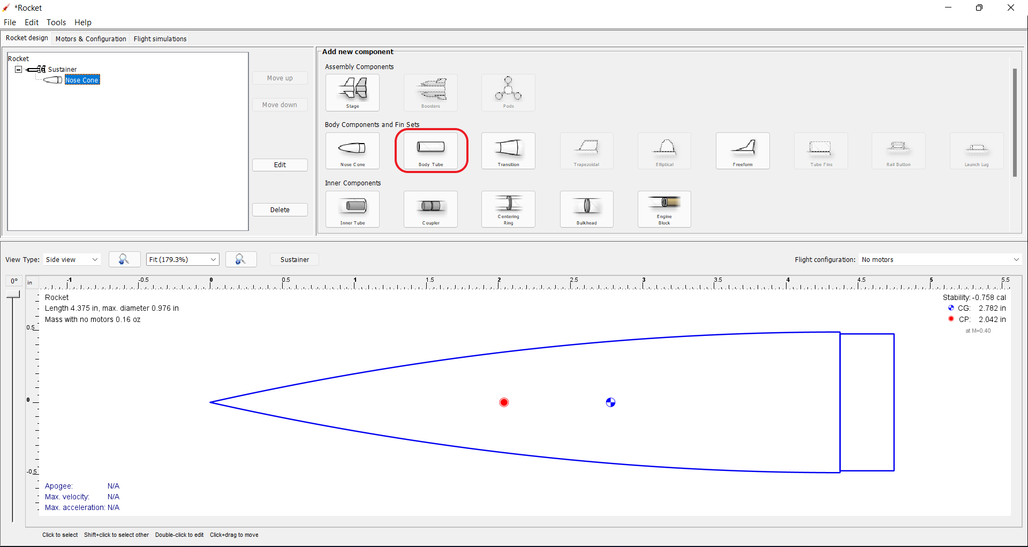 *Rocket
File Edit Tools Help
Rocket design Motors & Configuration Flight simulations
Rocket
Sustainer
Nose Cone
Move up
Move down
Edit
Delete
Add new component
Assembly Components
Stage Boosters Pods
Body Components and Fin Sets
Nose Cone Body Tube Transition Trapezoidal Elliptical Freeform Tube Fins Rail Button Launch Lug
Inner Components
Inner Tube Coupler Centering Ring Bulkhead Engine Block
View Type: Side view Fit (179.3%) Sustainer Flight configuration: No motors
0° in -1 -0.5 0 0.5 1 1.5 2 2.5 3 3.5 4 4.5 5 5.5
Rocket
Length 4.375 in, max. diameter 0.976 in
Mass with no motors 0.16 oz
Stability: -0.758 cal
CG: 2.782 in
CP: 2.042 in
at M=0.40
0.5
0
-0.5
Apogee: N/A
Max. velocity: N/A
Max. acceleration: N/A
Click to select Shift+click to select other Double-click to edit Click+drag to move